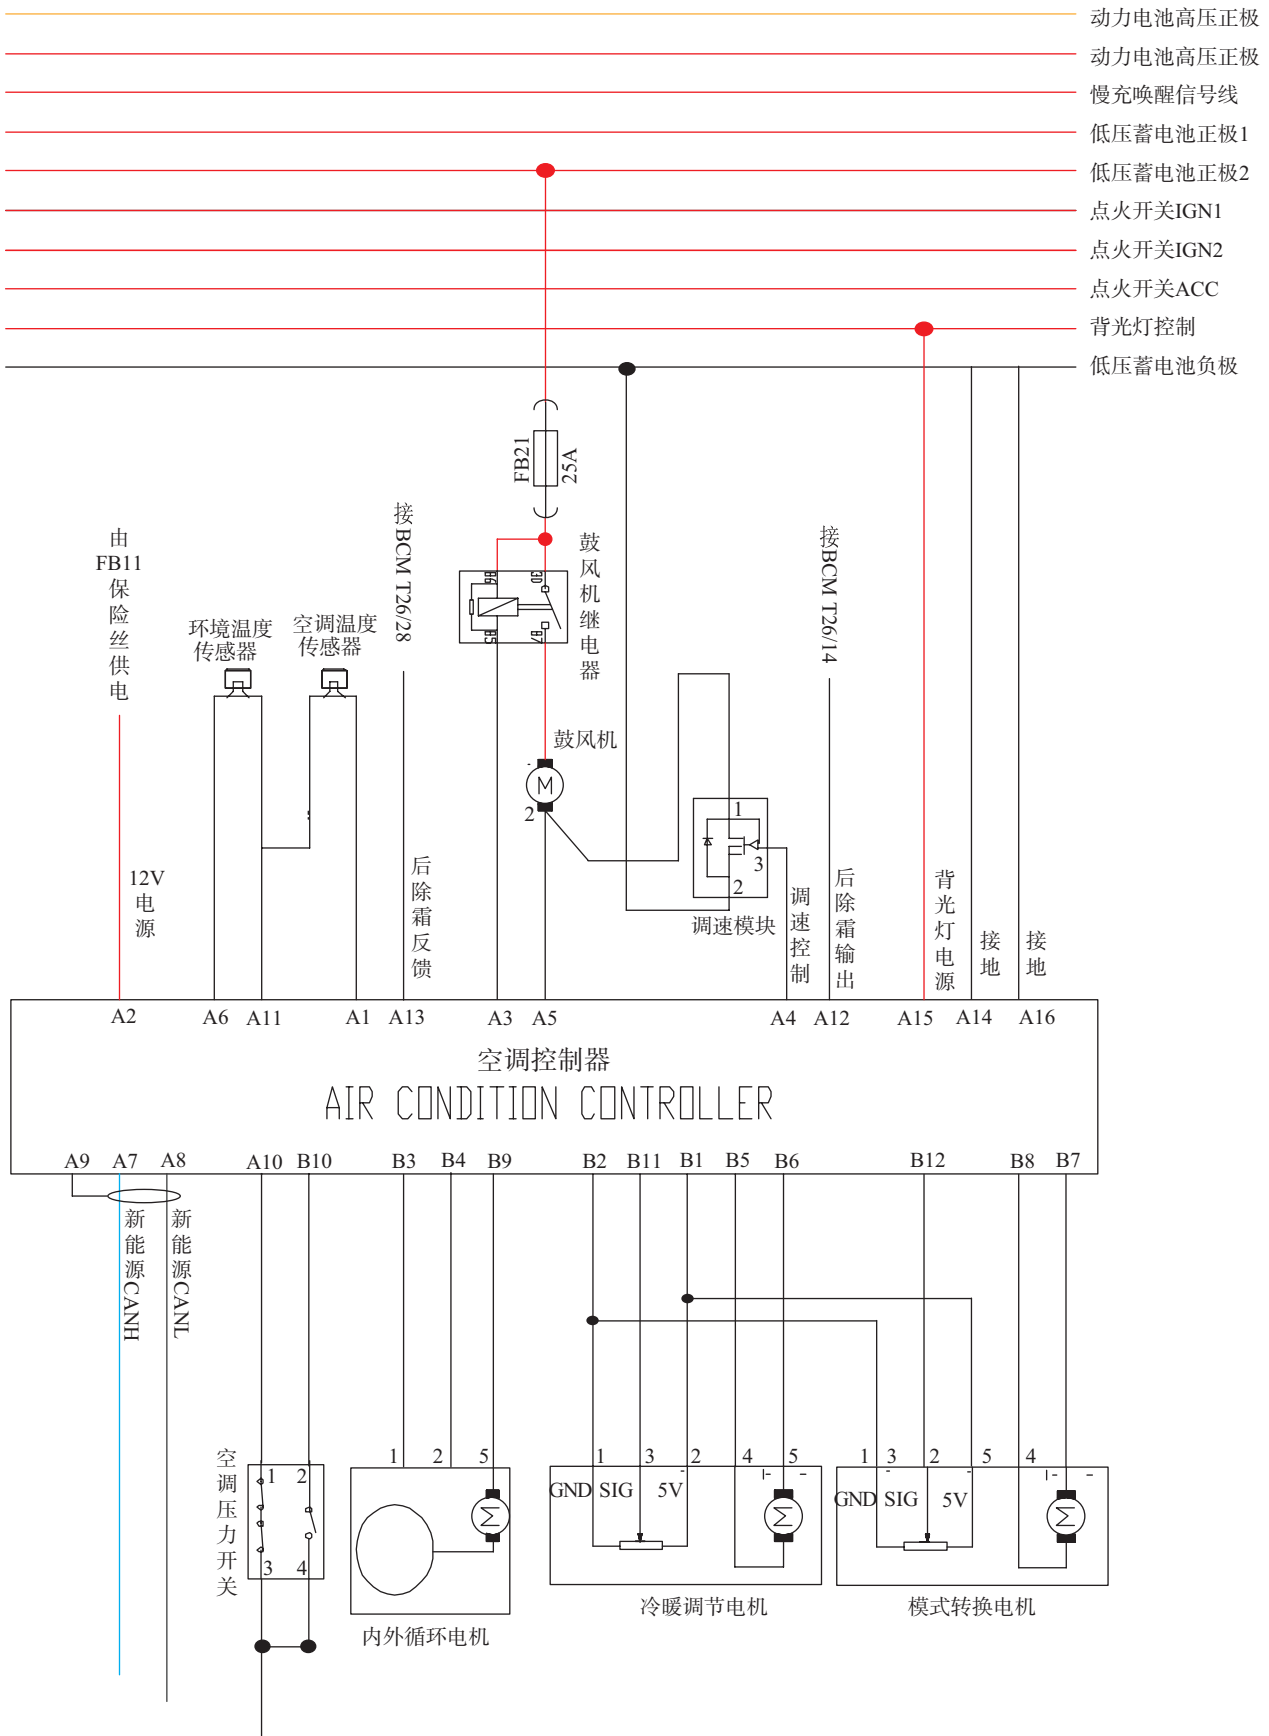 动力电池高压正极
动力电池高压正极
慢充唤醒信号线
低压蓄电池正极1
低压蓄电池正极2
点火开关IGN1
点火开关IGN2
点火开关ACC
背光灯控制
低压蓄电池负极
FB21
25A
由
FB11
保
险
丝
供
电
环境温度
传感器
空调温度
传感器
接BCM T26/28
86
30
85
87
鼓风机继电器
接BCM T26/14
鼓风机
M
2
1
3
2
调速模块
12V
电
源
后除霜反馈
调速控制
后除霜输出
背光灯电源
接地
接地
A2
A6
A11
A1
A13
A3
A5
A4
A12
A15
A14
A16
空调控制器
AIR CONDITION CONTROLLER
A9
A7
A8
A10
B10
B3
B4
B9
B2
B11
B1
B5
B6
B12
B8
B7
新能源CANH
新能源CANL
空调压力开关
1
2
3
4
1
2
5
M
内外循环电机
1
3
2
4
5
GND
SIG
5V
M
冷暖调节电机
1
3
2
5
4
GND
SIG
5V
M
模式转换电机